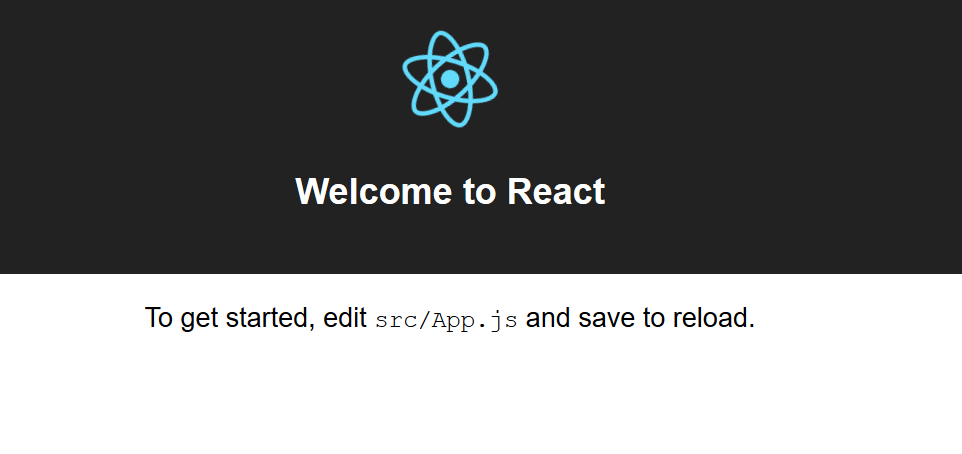 Welcome to React
To get started, edit src/App.js and save to reload.